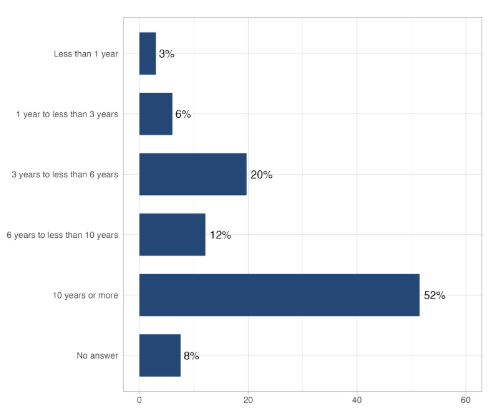 Less than 1 year
3%
1 year to less than 3 years
6%
3 years to less than 6 years
20%
6 years to less than 10 years
12%
10 years or more
52%
No answer
8%
0
20
40
60